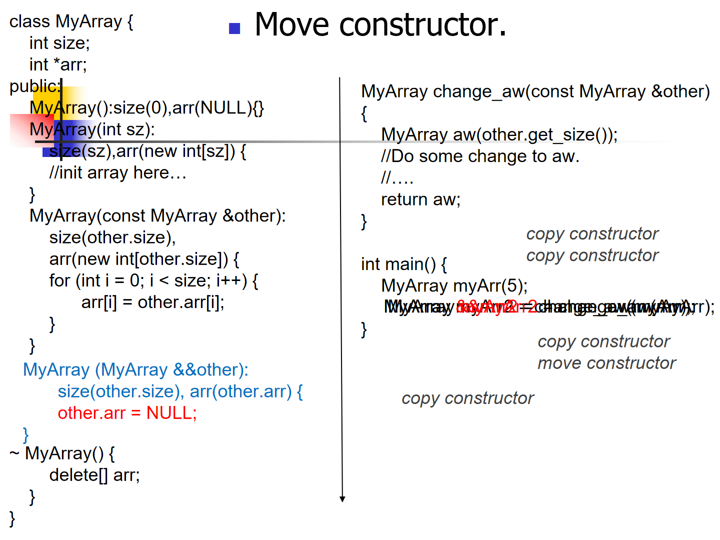 Move constructor.
class MyArray {
int size;
int *arr;
public:
MyArray():size(0),arr(NULL){}
MyArray(int sz):
size(sz),arr(new int[sz]) {
//init array here…
}
MyArray(const MyArray &other):
size(other.size),
arr(new int[other.size]) {
for (int i = 0; i < size; i++) {
arr[i] = other.arr[i];
}
}
MyArray (MyArray &&other):
size(other.size), arr(other.arr) {
other.arr = NULL;
}
~ MyArray() {
delete[] arr;
}
}
MyArray change_aw(const MyArray &other)
{
MyArray aw(other.get_size());
//Do some change to aw.
//….
return aw;
}
copy constructor
copy constructor
int main() {
MyArray myArr(5);
MyArray
}
copy constructor
move constructor
copy constructor